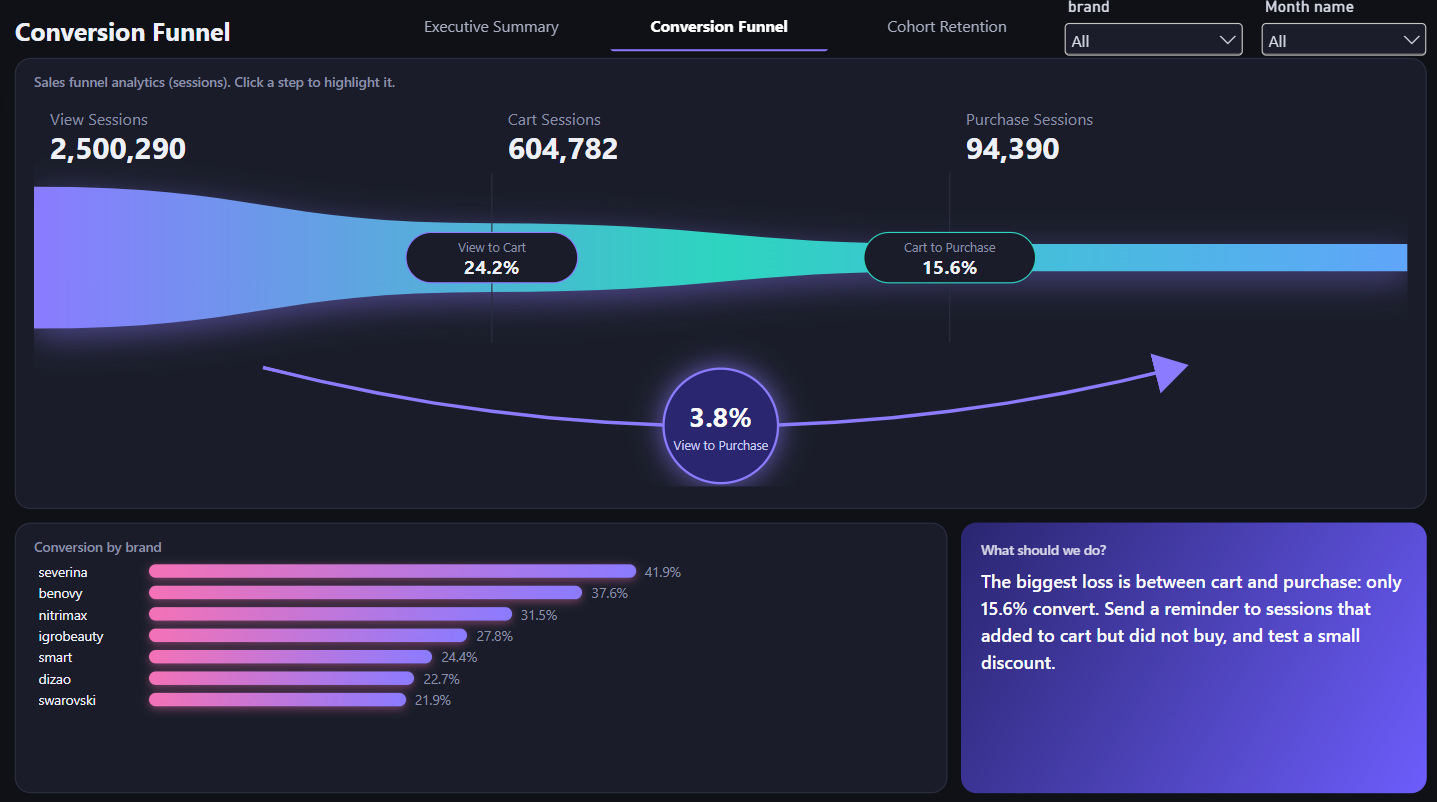 Conversion Funnel
Executive Summary
Conversion Funnel
Cohort Retention
brand
All
Month name
All
Sales funnel analytics (sessions). Click a step to highlight it.
View Sessions
2,500,290
Cart Sessions
604,782
Purchase Sessions
94,390
View to Cart
24.2%
Cart to Purchase
15.6%
3.8%
View to Purchase
Conversion by brand
severina 41.9%
benovy 37.6%
nitrimax 31.5%
igrobeauty 27.8%
smart 24.4%
dizao 22.7%
swarovski 21.9%
What should we do?
The biggest loss is between cart and purchase: only
15.6% convert. Send a reminder to sessions that
added to cart but did not buy, and test a small
discount.